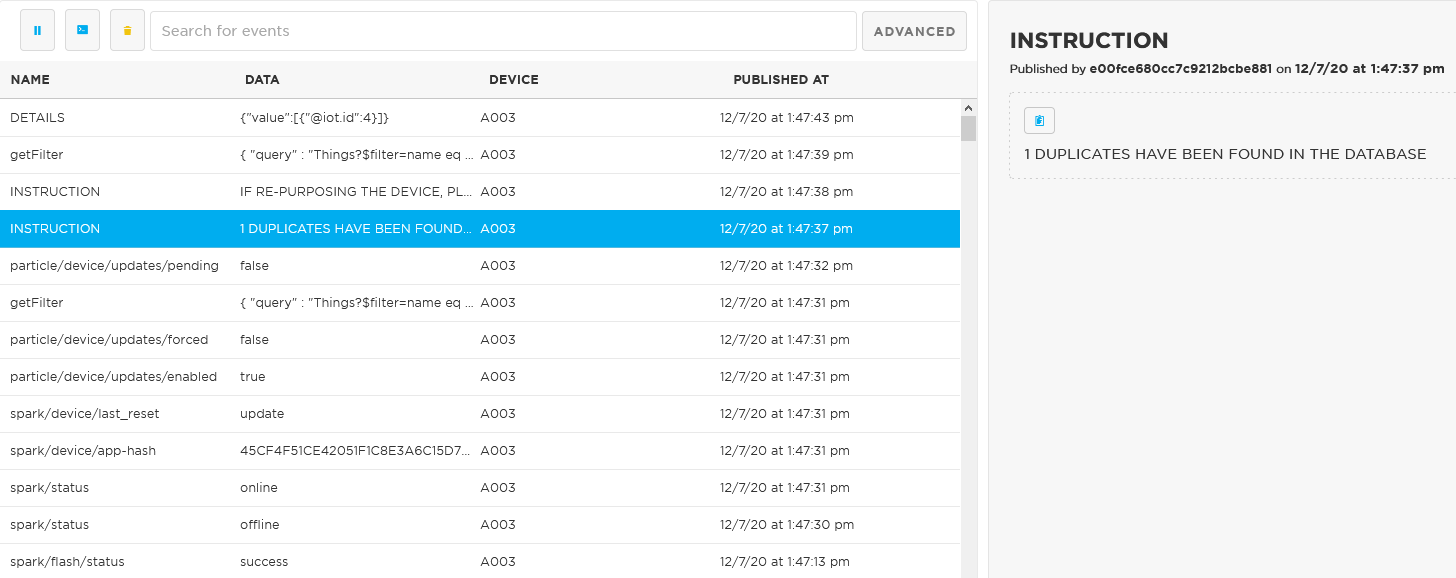 Search for events
ADVANCED
NAME DATA DEVICE PUBLISHED AT
DETAILS {"value":[{"@iot.id":4}]} A003 12/7/20 at 1:47:43 pm
getFilter { "query" : "Things?$filter=name eq ... A003 12/7/20 at 1:47:39 pm
INSTRUCTION IF RE-PURPOSING THE DEVICE, PL... A003 12/7/20 at 1:47:38 pm
INSTRUCTION 1 DUPLICATES HAVE BEEN FOUND... A003 12/7/20 at 1:47:37 pm
particle/device/updates/pending false A003 12/7/20 at 1:47:32 pm
getFilter { "query" : "Things?$filter=name eq ... A003 12/7/20 at 1:47:31 pm
particle/device/updates/forced false A003 12/7/20 at 1:47:31 pm
particle/device/updates/enabled true A003 12/7/20 at 1:47:31 pm
spark/device/last_reset update A003 12/7/20 at 1:47:31 pm
spark/device/app-hash 45CF4F51CE42051F1C8E3A6C15D7... A003 12/7/20 at 1:47:31 pm
spark/status online A003 12/7/20 at 1:47:31 pm
spark/status offline A003 12/7/20 at 1:47:30 pm
spark/flash/status success A003 12/7/20 at 1:47:13 pm
INSTRUCTION
Published by e00fce680cc7c9212bcbe881 on 12/7/20 at 1:47:37 pm
1 DUPLICATES HAVE BEEN FOUND IN THE DATABASE